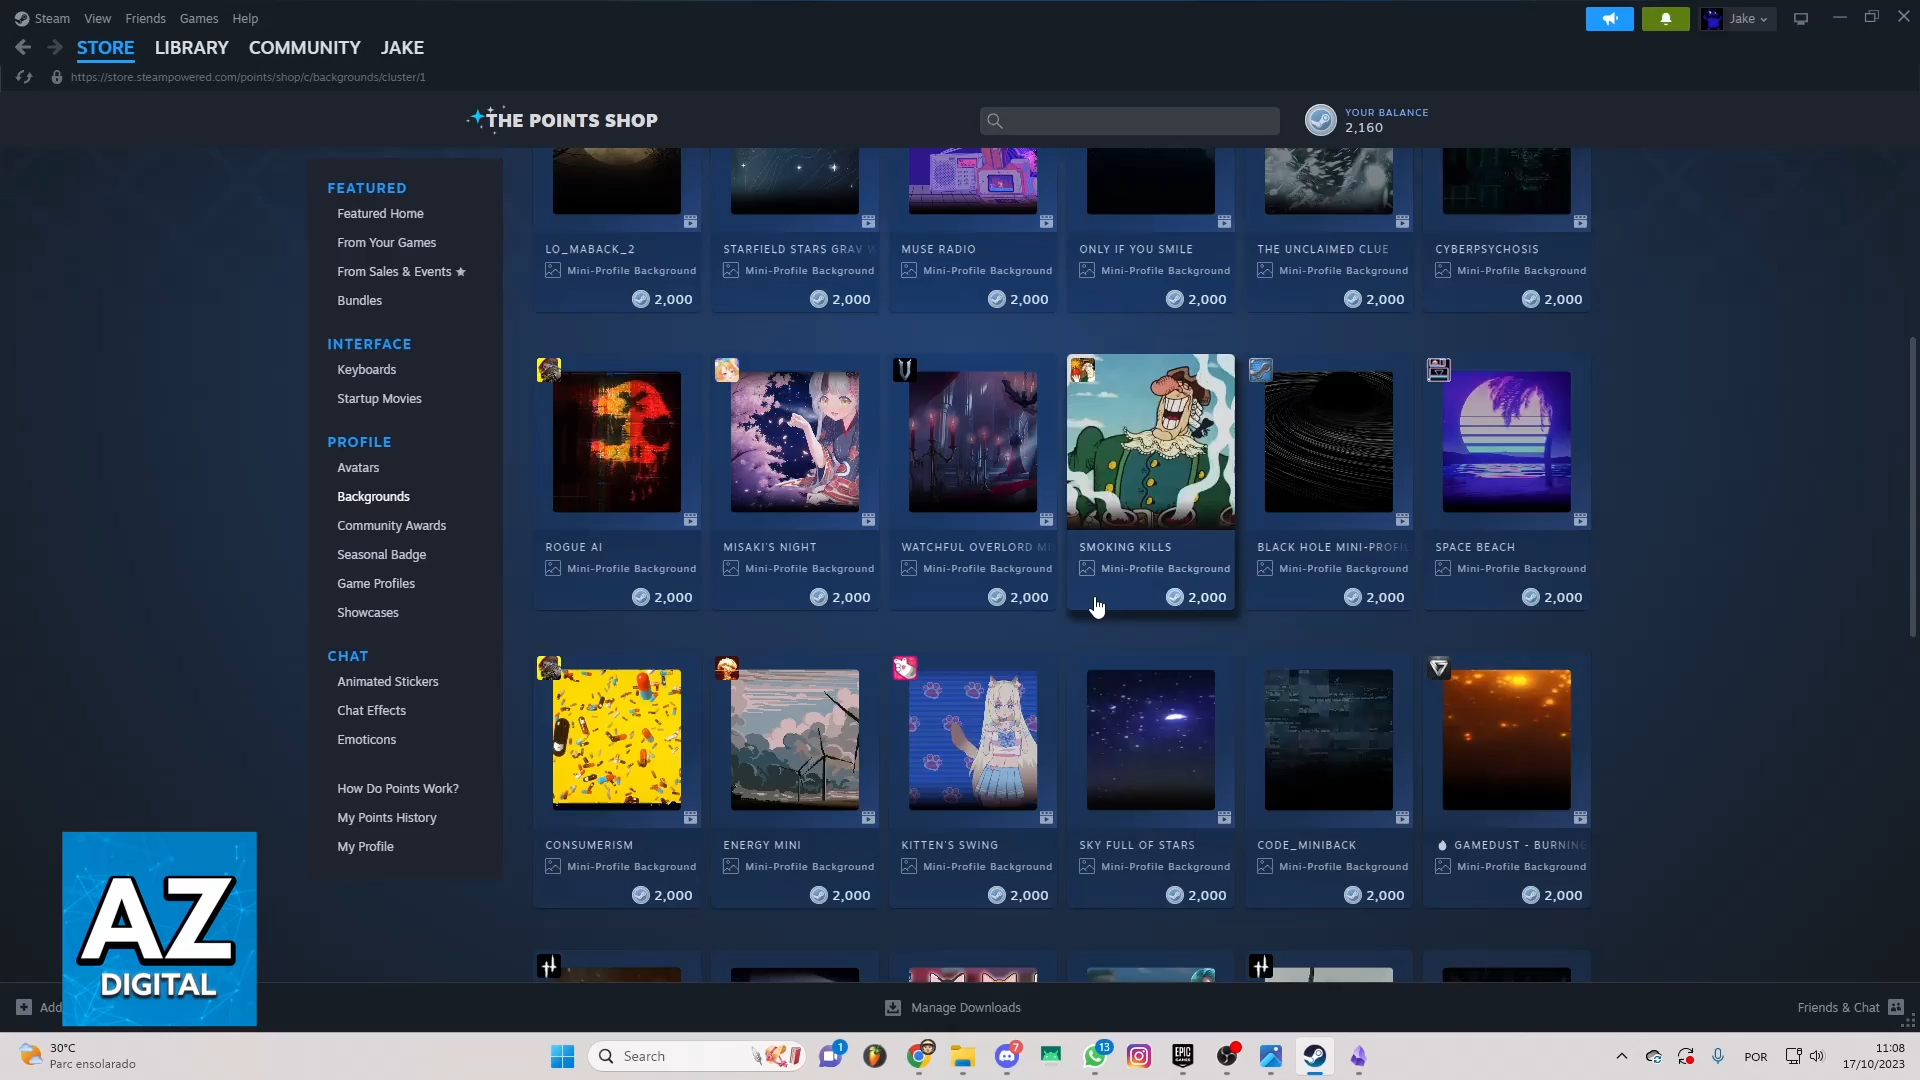 Steam View Friends Games Help
Jake
STORE LIBRARY COMMUNITY JAKE
https://store.steampowered.com/points/shop/c/backgrounds/cluster/1
THE POINTS SHOP
YOUR BALANCE
2,160
FEATURED
Featured Home
From Your Games
From Sales & Events
Bundles
INTERFACE
Keyboards
Startup Movies
PROFILE
Avatars
Backgrounds
Community Awards
Seasonal Badge
Game Profiles
Showcases
CHAT
Animated Stickers
Chat Effects
Emoticons
How Do Points Work?
My Points History
My Profile
LO_MABACK_2
Mini-Profile Background
2,000
STARFIELD STARS GRAV
Mini-Profile Background
2,000
MUSE RADIO
Mini-Profile Background
2,000
ONLY IF YOU SMILE
Mini-Profile Background
2,000
THE UNCLAIMED CLUE
Mini-Profile Background
2,000
CYBERPSYCHOSIS
Mini-Profile Background
2,000
ROGUE AI
Mini-Profile Background
2,000
MISAKI'S NIGHT
Mini-Profile Background
2,000
WATCHFUL OVERLORD
Mini-Profile Background
2,000
SMOKING KILLS
Mini-Profile Background
2,000
BLACK HOLE MINI-PROFIL
Mini-Profile Background
2,000
SPACE BEACH
Mini-Profile Background
2,000
CONSUMERISM
Mini-Profile Background
2,000
ENERGY MINI
Mini-Profile Background
2,000
KITTEN'S SWING
Mini-Profile Background
2,000
SKY FULL OF STARS
Mini-Profile Background
2,000
CODE_MINIBACK
Mini-Profile Background
2,000
GAMEDUST - BURNING
Mini-Profile Background
2,000
AZ
DIGITAL
Add
Manage Downloads
Friends & Chat
30°C
Parc ensolarado
Search
1
7
13
EPIC
GAMES
POR
11:08
17/10/2023